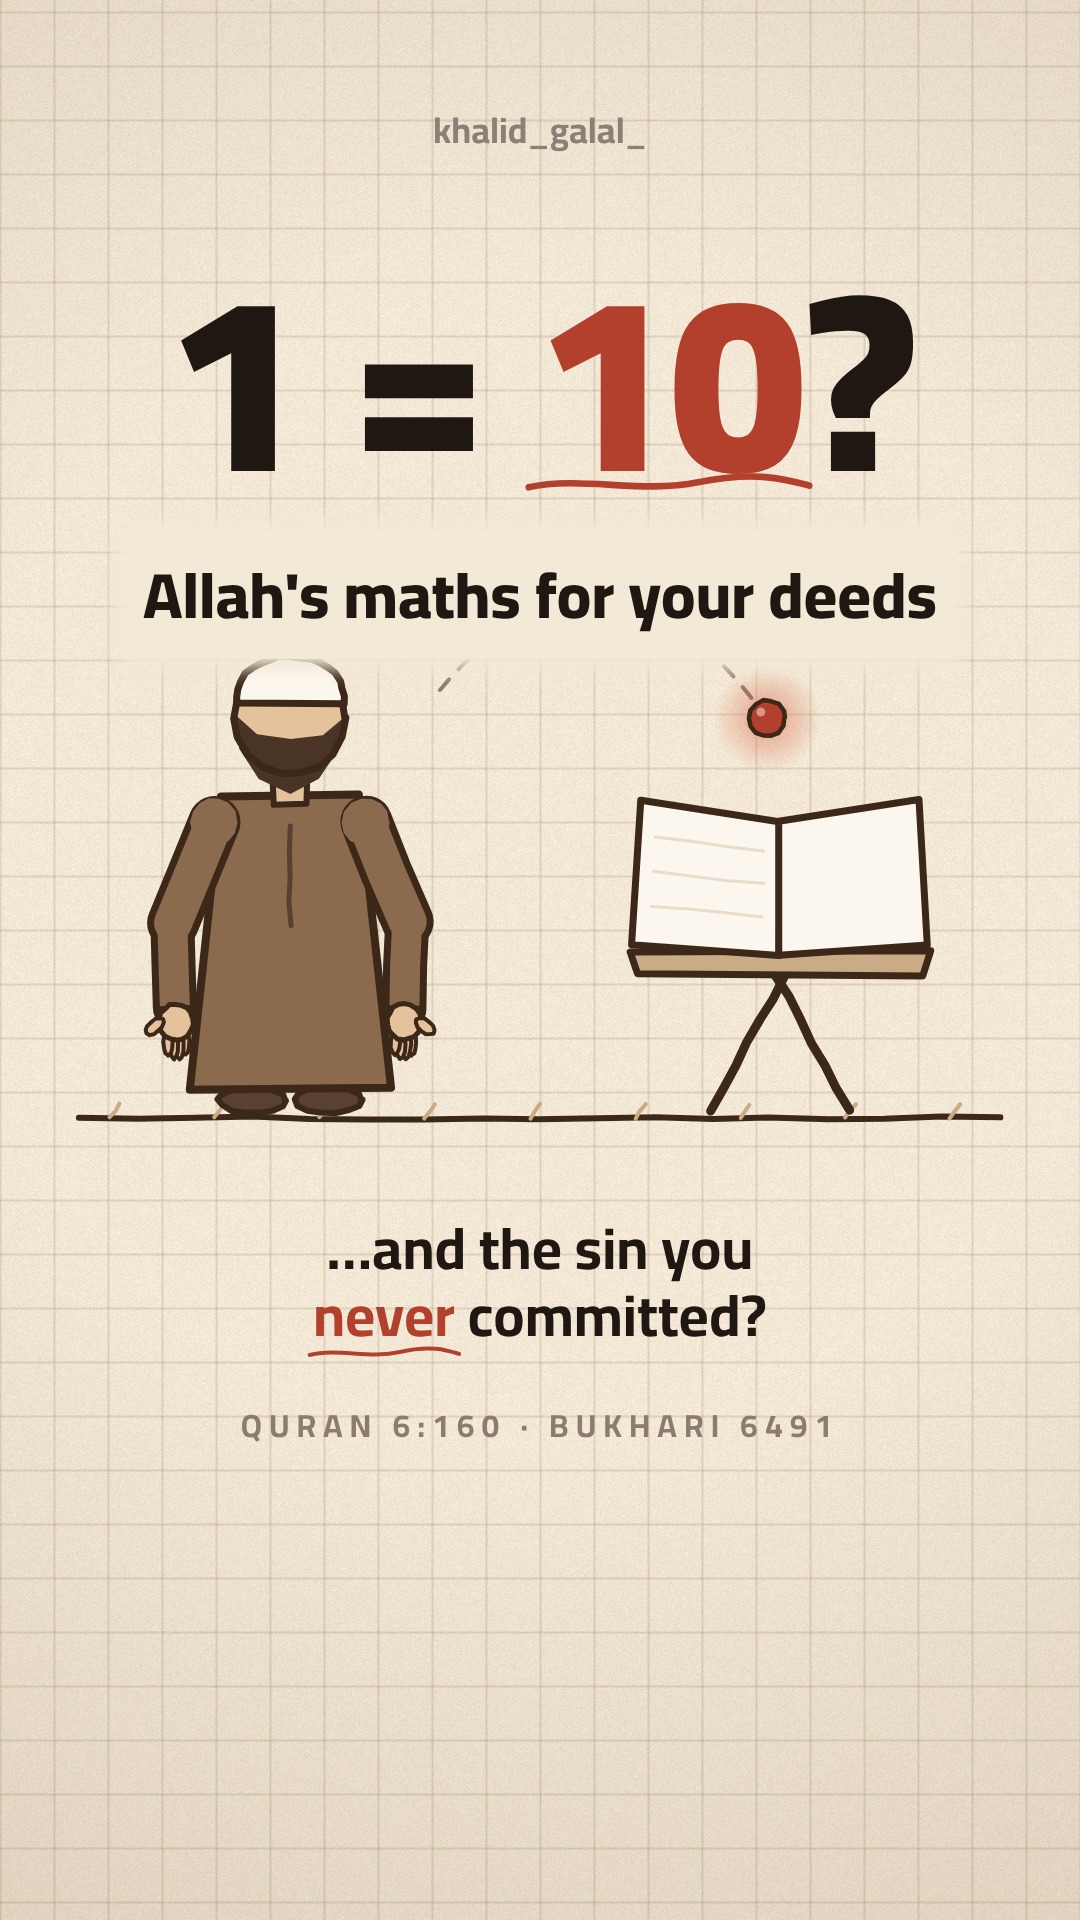 khalid_galal_
1 = 10?
Allah's maths for your deeds
...and the sin you
never committed?
QURAN 6:160 · BUKHARI 6491